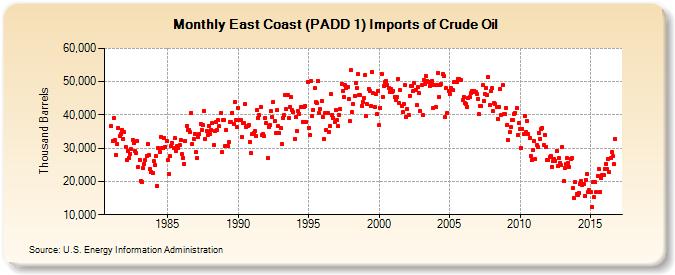 Monthly East Coast (PADD 1) Imports of Crude Oil
Thousand Barrels
60,000
50,000
40,000
30,000
20,000
10,000
1985 1990 1995 2000 2005 2010 2015
Source: U.S. Energy Information Administration